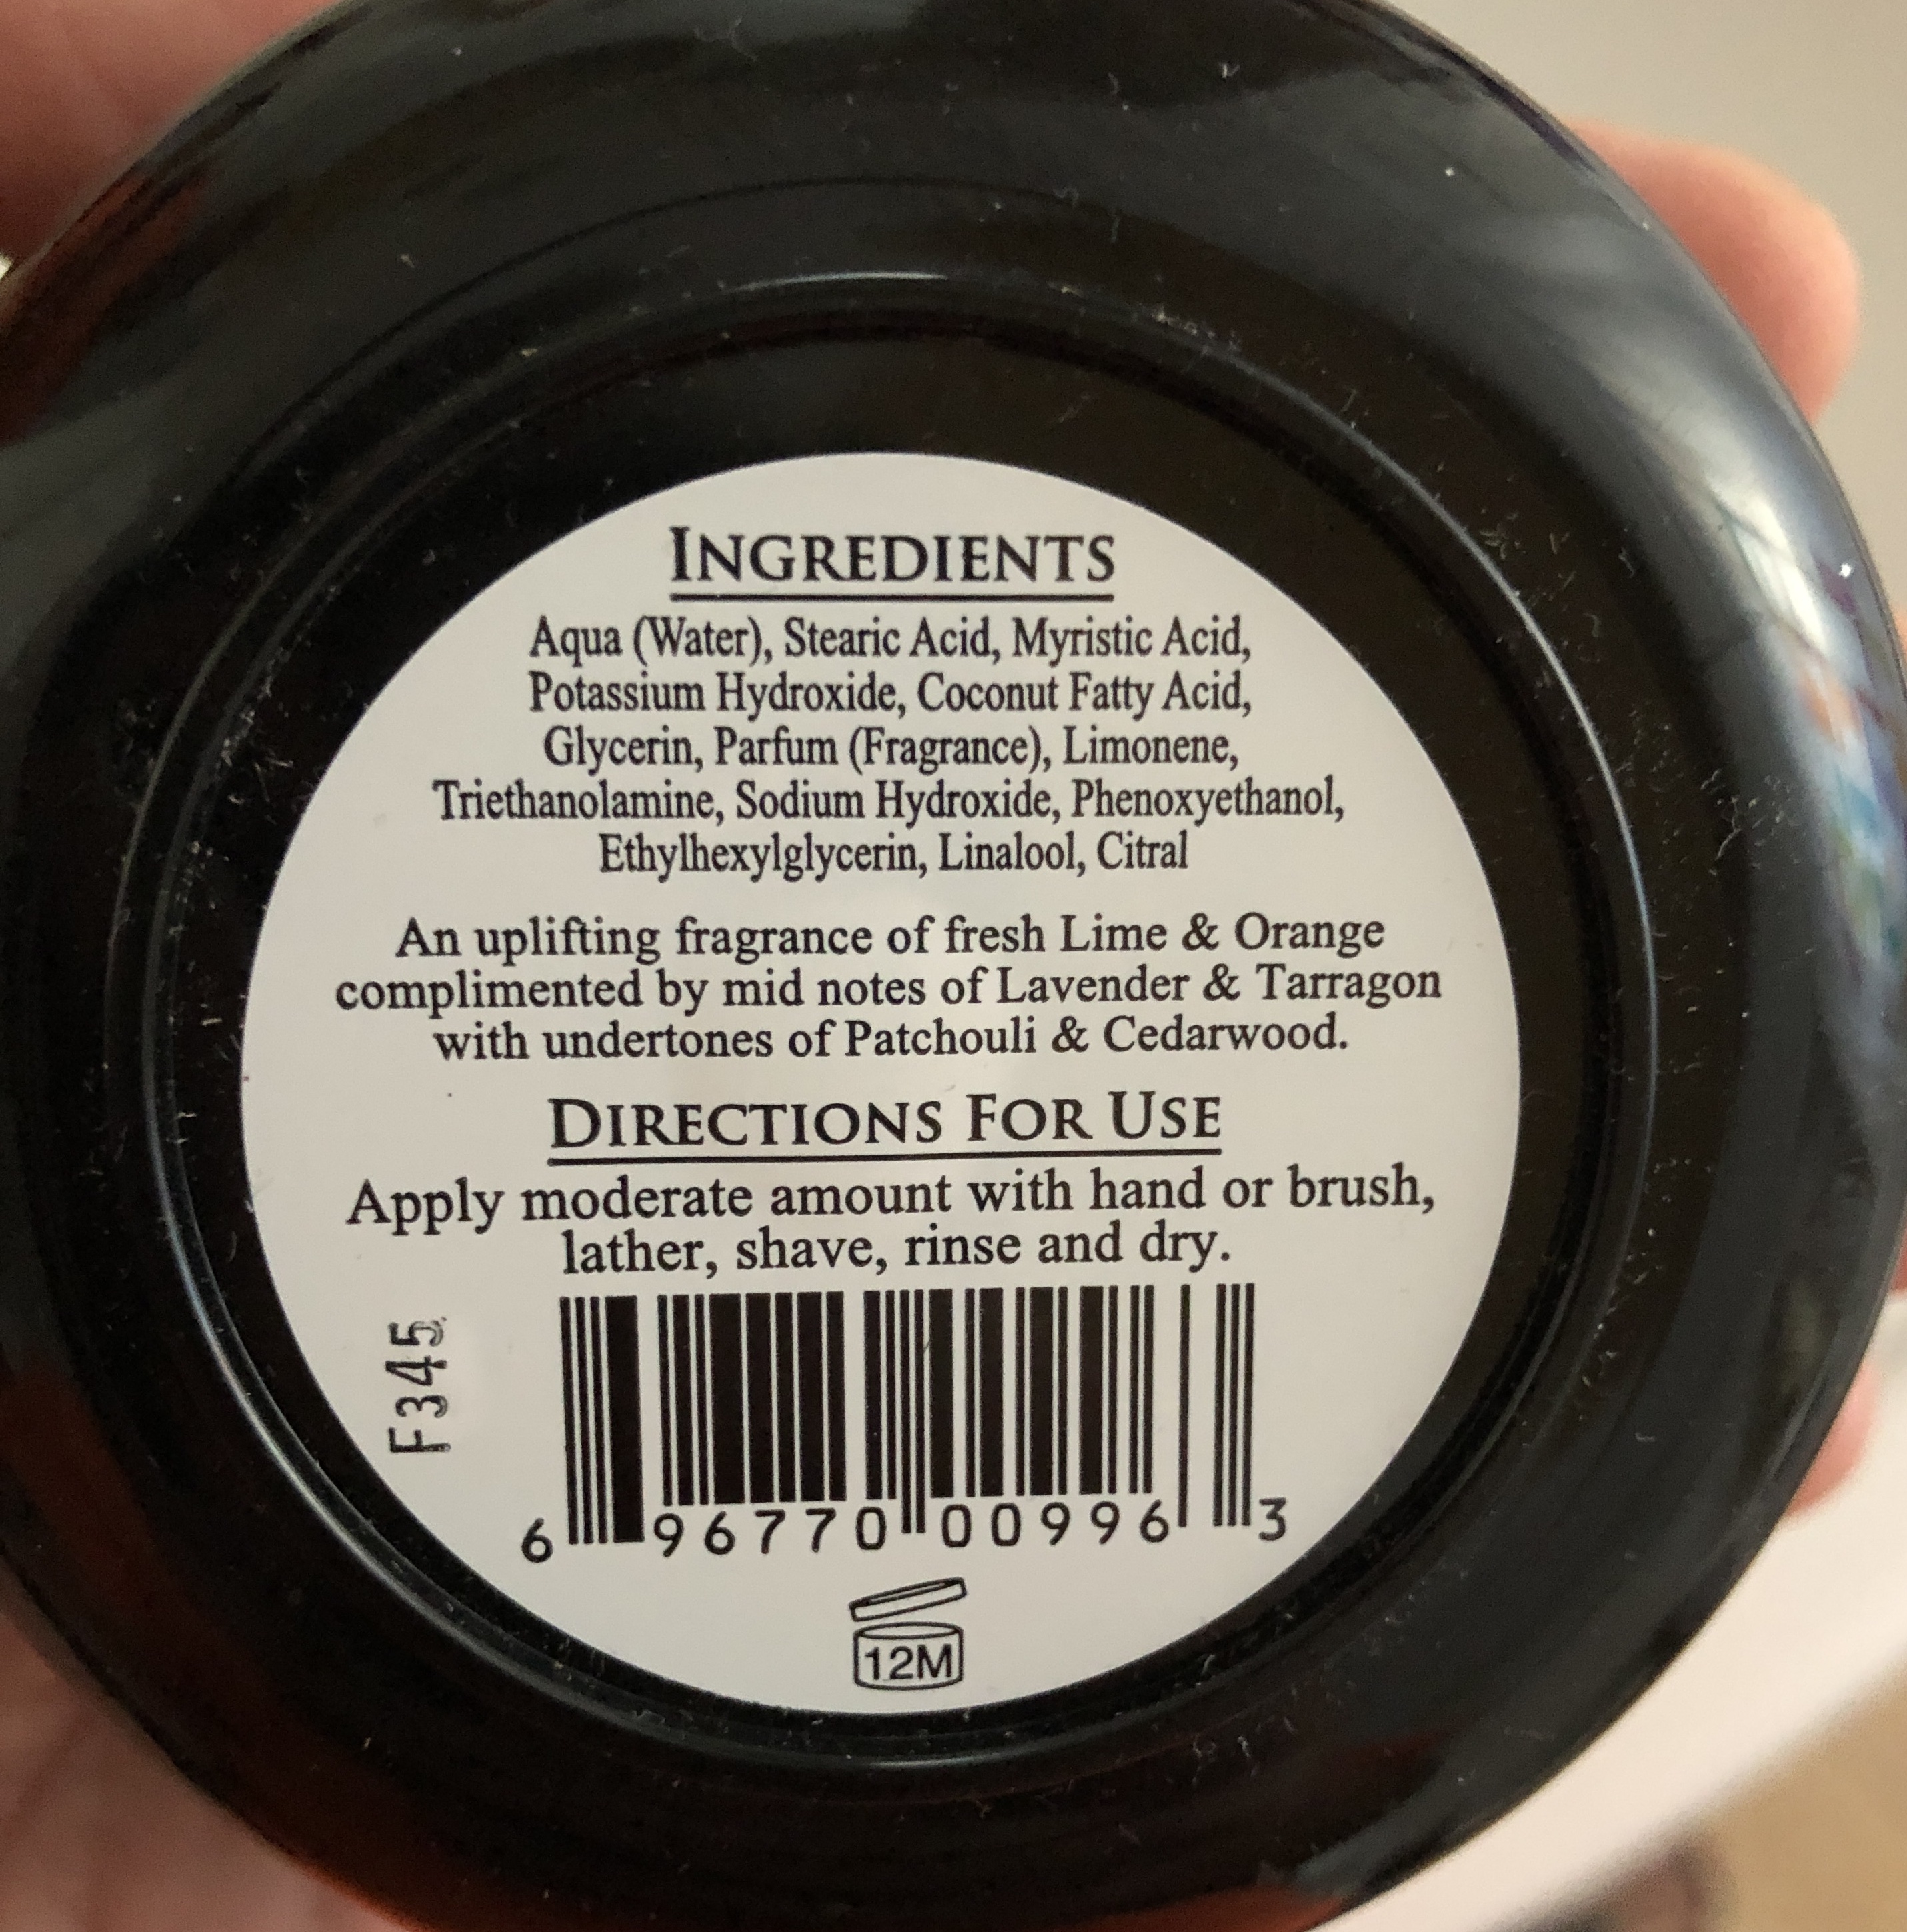 INGREDIENTS
Aqua (Water), Stearic Acid, Myristic Acid,
Potassium Hydroxide, Coconut Fatty Acid,
Glycerin, Parfum (Fragrance), Limonene,
Triethanolamine, Sodium Hydroxide, Phenoxyethanol,
Ethylhexylglycerin, Linalool, Citral
An uplifting fragrance of fresh Lime & Orange
complimented by mid notes of Lavender & Tarragon
with undertones of Patchouli & Cedarwood.
DIRECTIONS FOR USE
Apply moderate amount with hand or brush,
lather, shave, rinse and dry.
F345
6 96770 00996 3
12M